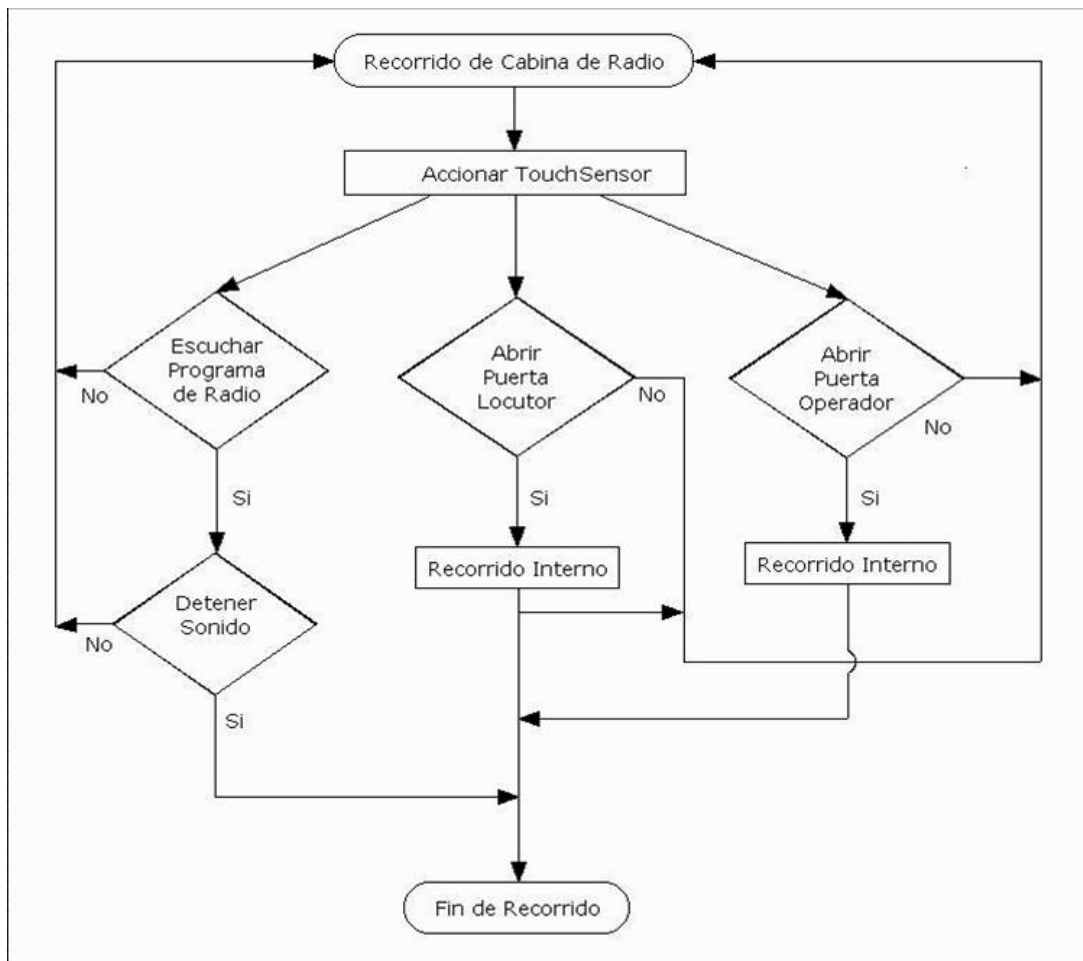 Recorrido de Cabina de Radio
Accionar TouchSensor
Escuchar
Programa
de Radio
No
Si
Abrir
Puerta
Locutor
No
Si
Abrir
Puerta
Operador
No
Si
Recorrido Interno
Recorrido Interno
Detener
Sonido
No
Si
Fin de Recorrido